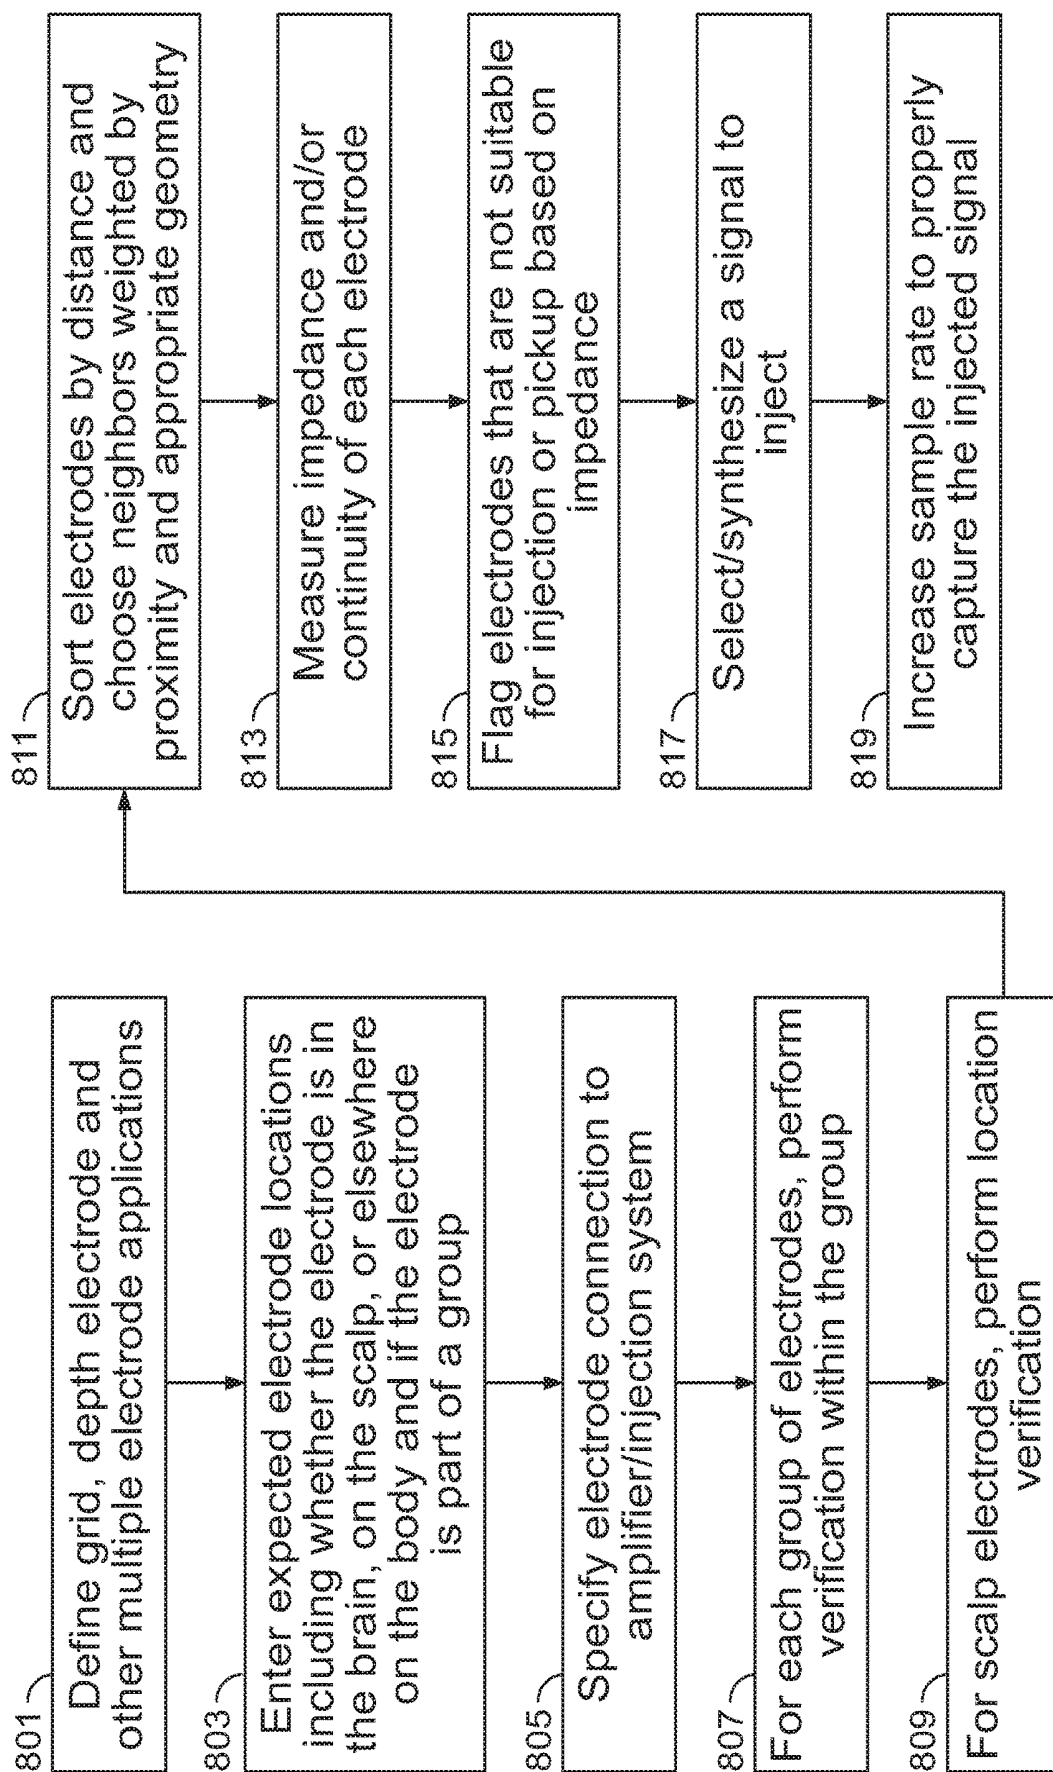 801
Define grid, depth electrode and
other multiple electrode applications
803
Enter expected electrode locations
including whether the electrode is in
the brain, on the scalp, or elsewhere
on the body and if the electrode
is part of a group
805
Specify electrode connection to
amplifier/injection system
807
For each group of electrodes, perform
verification within the group
809
For scalp electrodes, perform location
verification
811
Sort electrodes by distance and
choose neighbors weighted by
proximity and appropriate geometry
813
Measure impedance and/or
continuity of each electrode
815
Flag electrodes that are not suitable
for injection or pickup based on
impedance
817
Select/synthesize a signal to
inject
819
Increase sample rate to properly
capture the injected signal